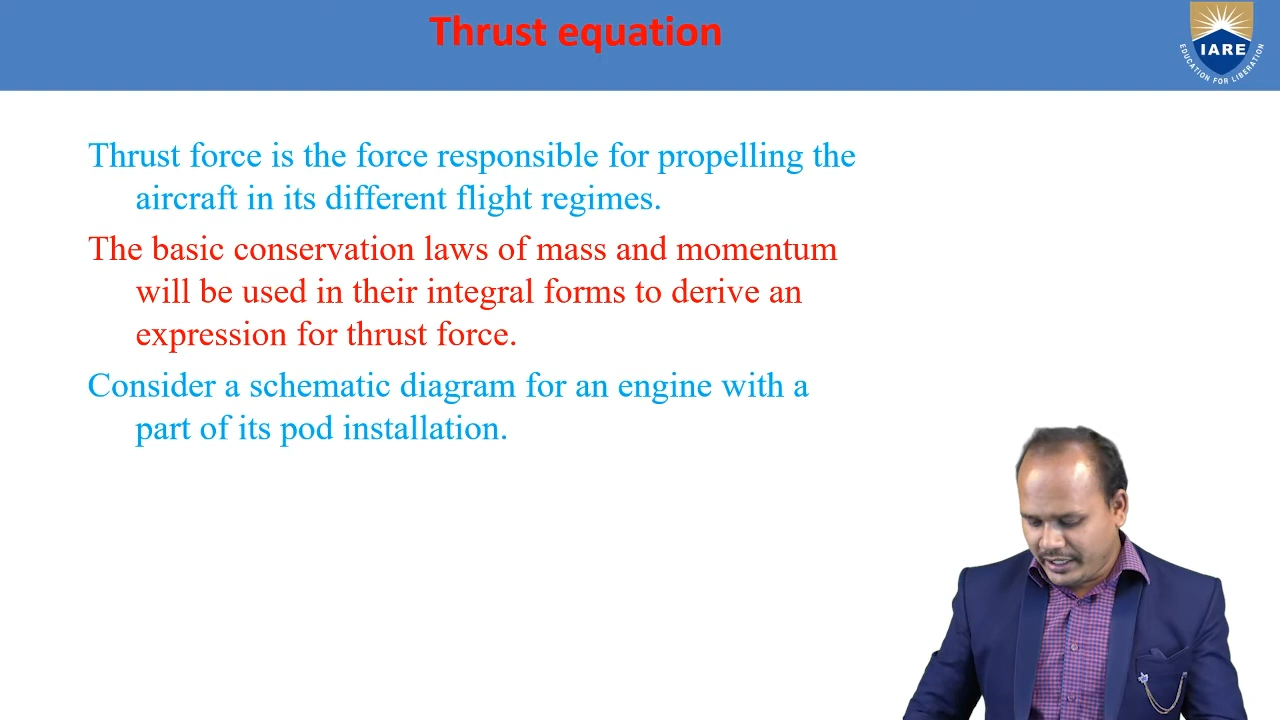 Thrust equation
IARE
EDUCATION FOR LIBERATION
Thrust force is the force responsible for propelling the
aircraft in its different flight regimes.
The basic conservation laws of mass and momentum
will be used in their integral forms to derive an
expression for thrust force.
Consider a schematic diagram for an engine with a
part of its pod installation.